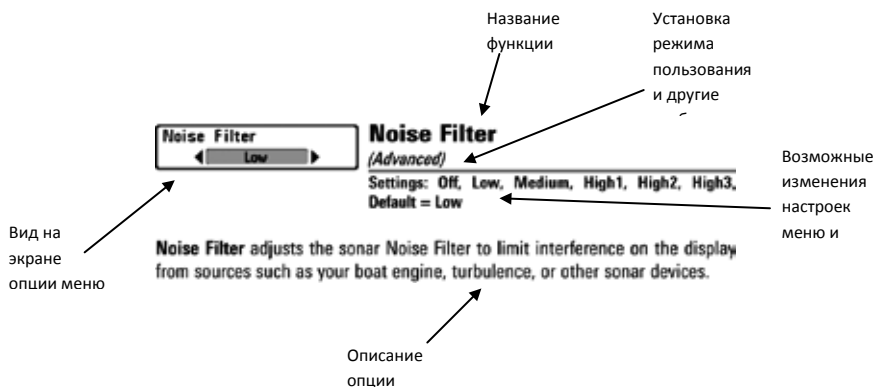 Название
функции
Установка
режима
пользования
и другие
Noise Filter
Low
Noise Filter
(Advanced)
Settings: Off, Low, Medium, High1, High2, High3,
Default = Low
Возможные
изменения
настроек
меню и
Вид на
экране
опции меню
Noise Filter adjusts the sonar Noise Filter to limit interference on the display
from sources such as your boat engine, turbulence, or other sonar devices.
Описание
опции